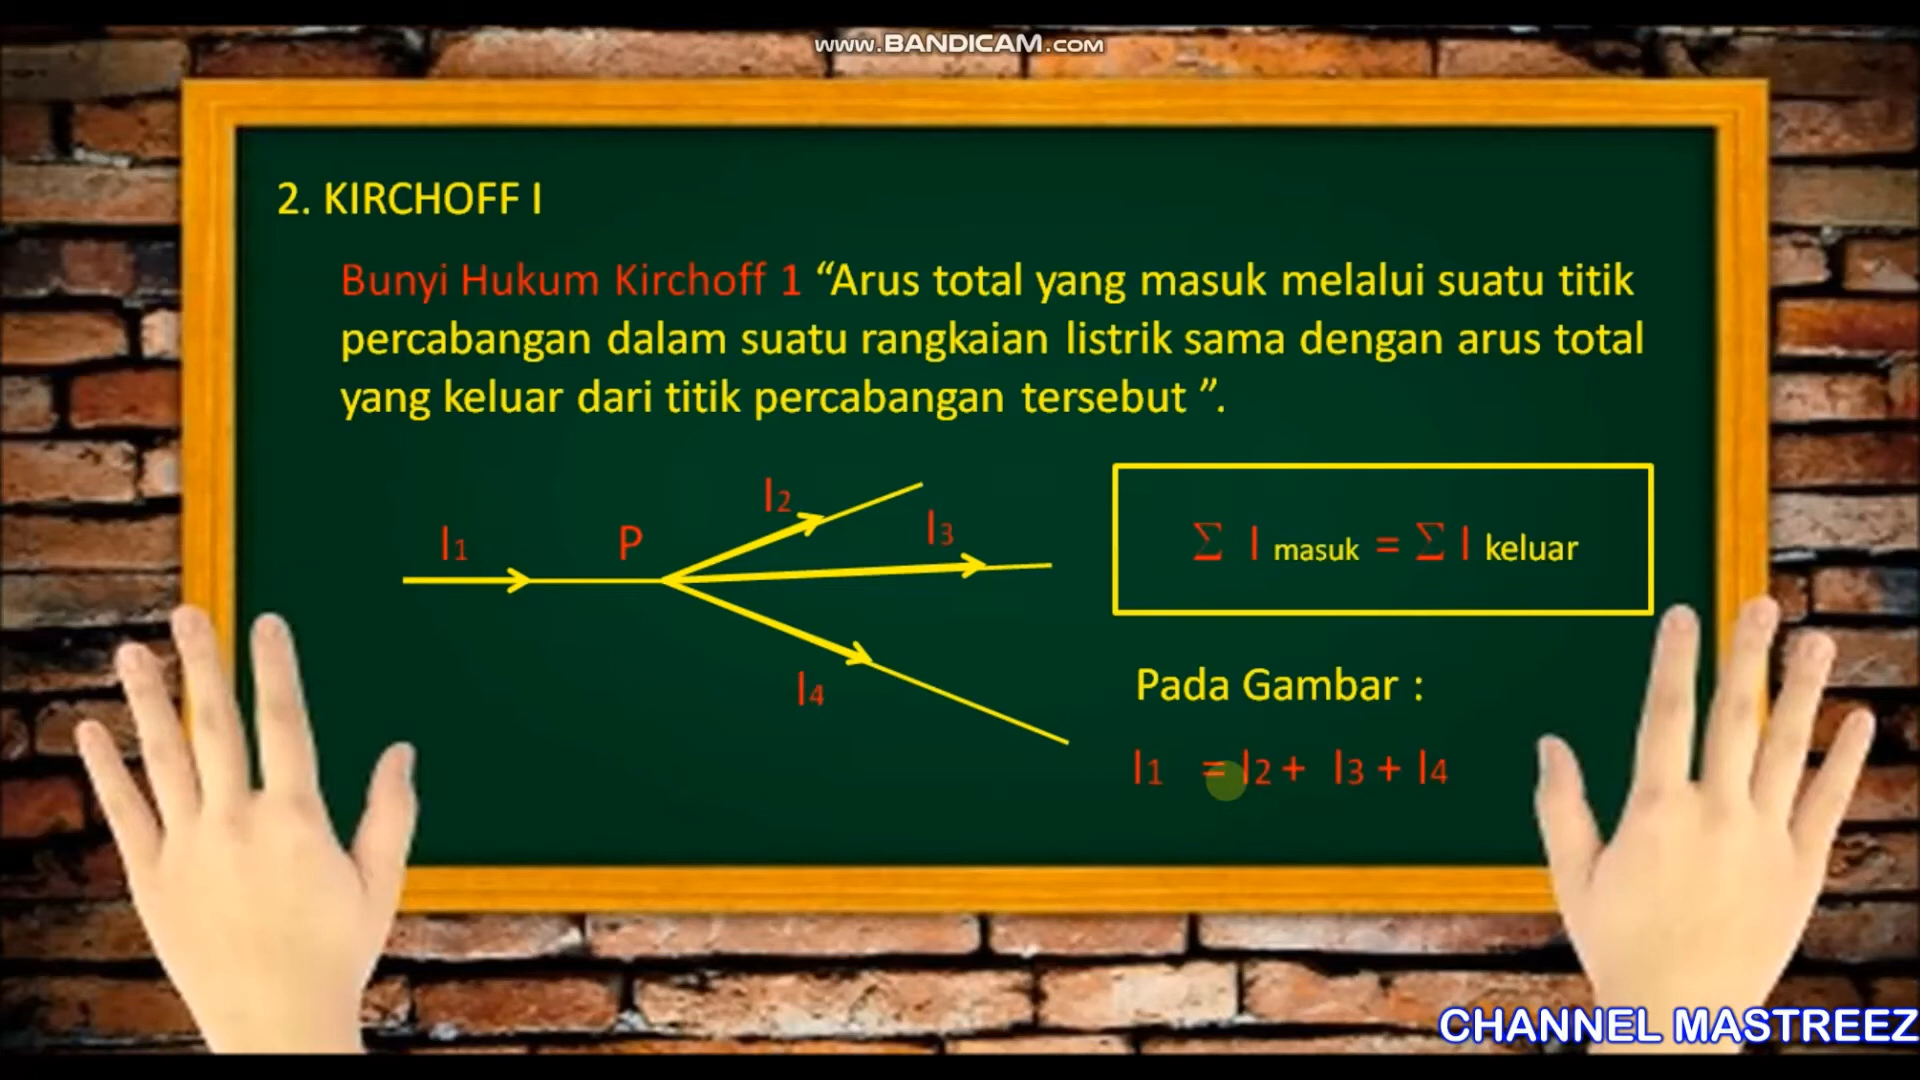 www.BANDICAM.com
2. KIRCHOFF I
Bunyi Hukum Kirchoff 1 “Arus total yang masuk melalui suatu titik
percabangan dalam suatu rangkaian listrik sama dengan arus total
yang keluar dari titik percabangan tersebut ”.
I1 P I2 I3
I4
Σ I masuk = Σ I keluar
Pada Gambar :
I1 = I2 + I3 + I4
CHANNEL MASTREEZ